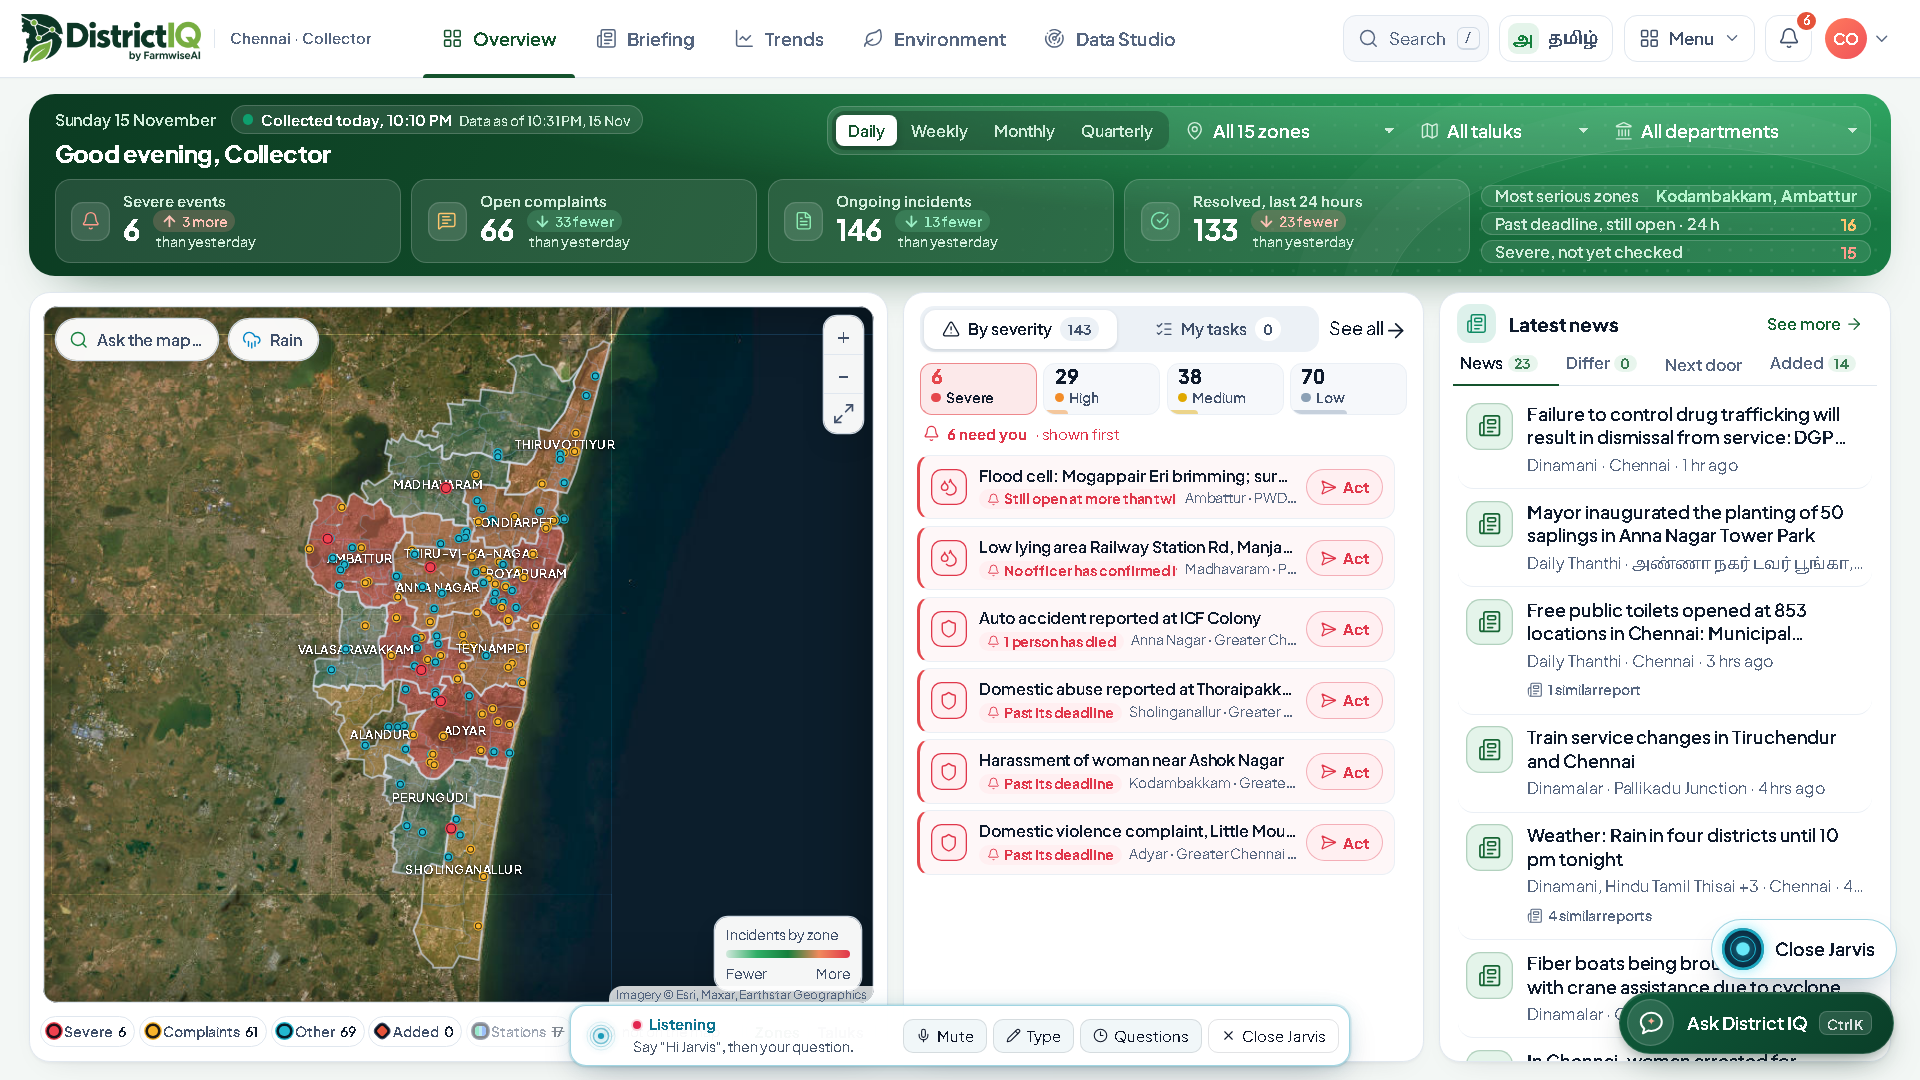 DistrictIQ
by FarmwiseAI
Chennai · Collector
Overview
Briefing
Trends
Environment
Data Studio
Search /
அ தமிழ்
Menu
6
CO
Sunday 15 November
Collected today, 10:10 PM Data as of 10:31 PM, 15 Nov
Good evening, Collector
Daily Weekly Monthly Quarterly
All 15 zones
All taluks
All departments
Severe events
6 3 more
than yesterday
Open complaints
66 33 fewer
than yesterday
Ongoing incidents
146 13 fewer
than yesterday
Resolved, last 24 hours
133 23 fewer
than yesterday
Most serious zones Kodambakkam, Ambattur
Past deadline, still open · 24 h 16
Severe, not yet checked 15
Ask the map...
Rain
+
−
THIRUVOTTIYUR
MADHAVARAM
TONDIARPET
AMBATTUR
THIRU-VI-KA-NAGAR
ROYAPURAM
ANNA NAGAR
VALASARAVAKKAM
TEYNAMPET
ALANDUR
ADYAR
PERUNGUDI
SHOLINGANALLUR
Incidents by zone
Fewer More
Imagery © Esri, Maxar, Earthstar Geographics
Severe 6
Complaints 61
Other 69
Added 0
Stations 17
By severity 143
My tasks 0
See all
6
Severe
29
High
38
Medium
70
Low
6 need you · shown first
Flood cell: Mogappair Eri brimming; sur...
Still open at more than twi Ambattur · PWD...
Act
Low lying area Railway Station Rd, Manja...
No officer has confirmed i Madhavaram · P...
Act
Auto accident reported at ICF Colony
1 person has died Anna Nagar · Greater Ch...
Act
Domestic abuse reported at Thoraipakk...
Past its deadline Sholinganallur · Greater ...
Act
Harassment of woman near Ashok Nagar
Past its deadline Kodambakkam · Greate...
Act
Domestic violence complaint, Little Mou...
Past its deadline Adyar · Greater Chennai ...
Act
Latest news
See more
News 23
Differ 0
Next door
Added 14
Failure to control drug trafficking will
result in dismissal from service: DGP...
Dinamani · Chennai · 1 hr ago
Mayor inaugurated the planting of 50
saplings in Anna Nagar Tower Park
Daily Thanthi · அண்ணா நகர் டவர் பூங்கா,...
Free public toilets opened at 853
locations in Chennai: Municipal...
Daily Thanthi · Chennai · 3 hrs ago
1 similar report
Train service changes in Tiruchendur
and Chennai
Dinamalar · Pallikadu Junction · 4 hrs ago
Weather: Rain in four districts until 10
pm tonight
Dinamani, Hindu Tamil Thisai +3 · Chennai · 4...
4 similar reports
Fiber boats being
with crane assistance due to cyclone
Dinamalar ·
In Chennai, woman arrested for
Close Jarvis
Ask District IQ Ctrl K
Listening
Say "Hi Jarvis", then your question.
Mute
Type
Questions
Close Jarvis